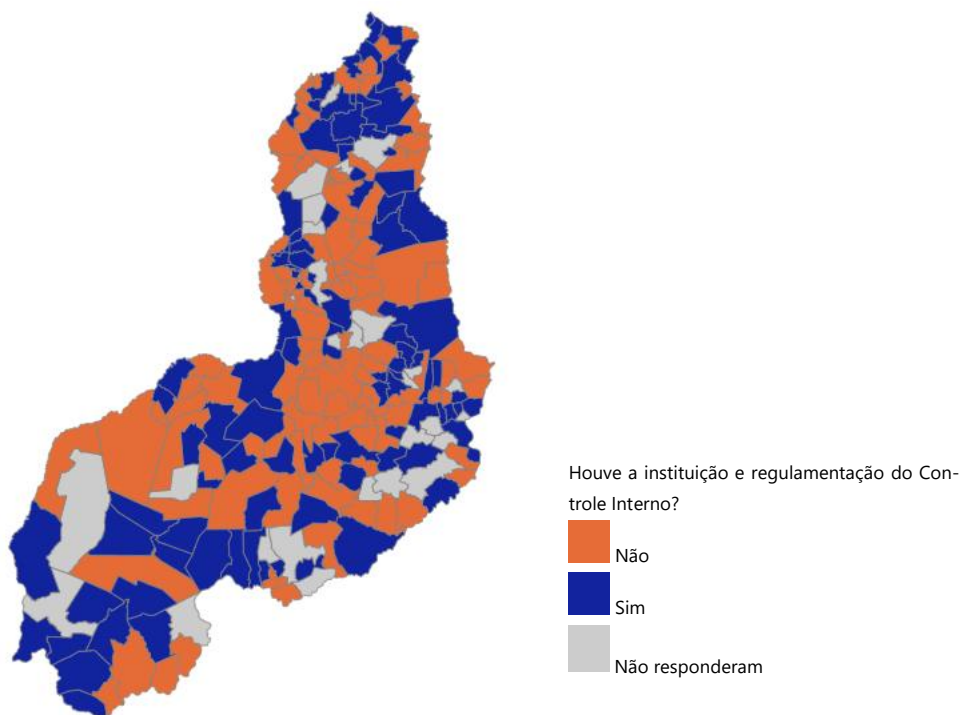 Houve a instituição e regulamentação do Con-
trole Interno?
Não
Sim
Não responderam